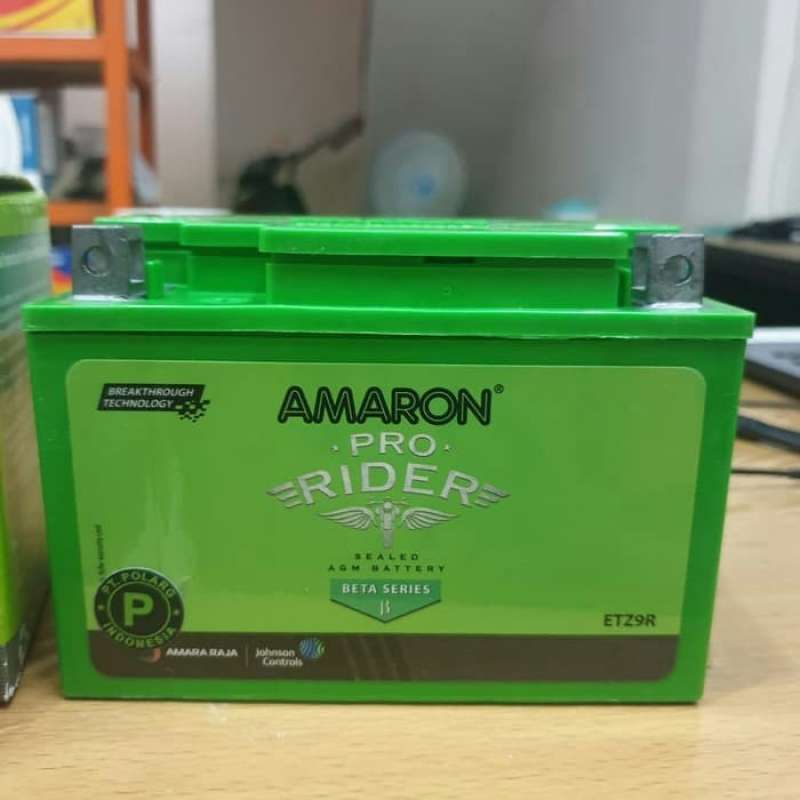 BREAKTHROUGH
TECHNOLOGY
AMARON®
· PRO ·
RIDER
SEALED
AGM BATTERY
BETA SERIES
β
ETZ9R
PT. POLARG
P
INDONESIA
AMARA RAJA
Johnson
Controls